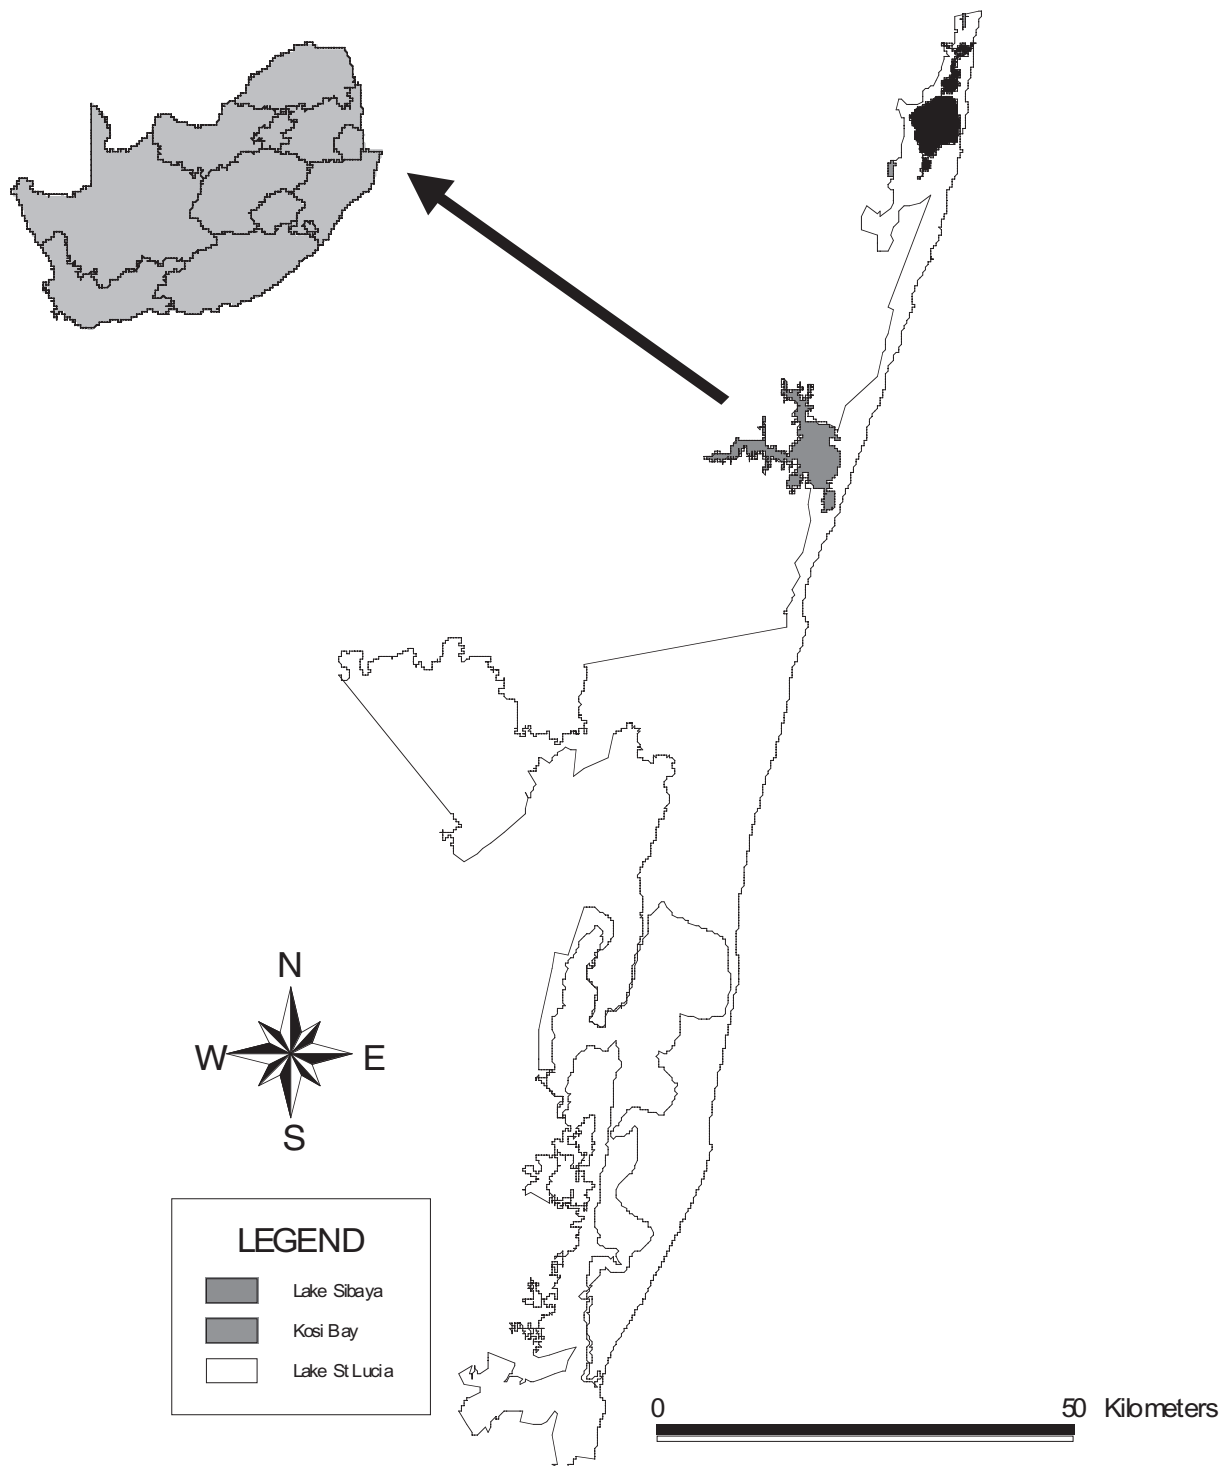 N
W E
S
LEGEND
Lake Sibaya
Kosi Bay
Lake St Lucia
0 50 Kilometers